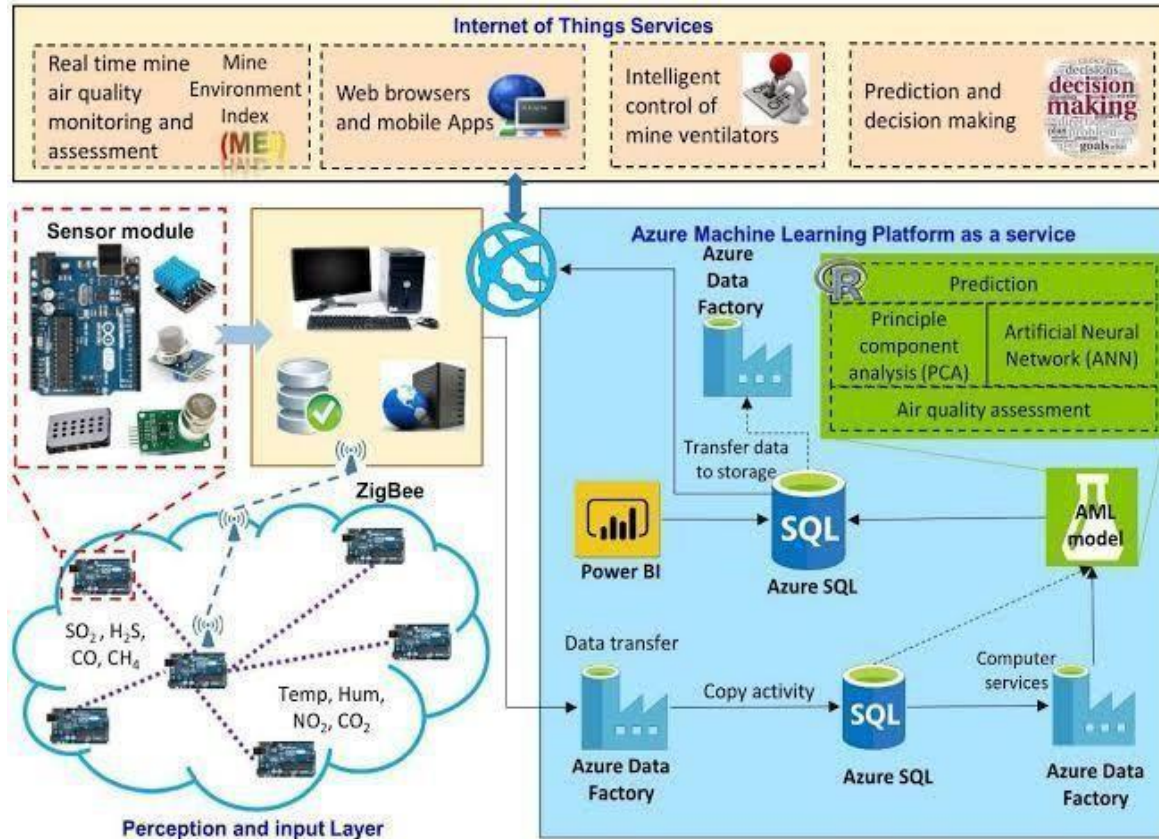 Internet of Things Services
Real time mine
air quality
monitoring and
assessment
Mine
Environment
Index
(MEI)
Web browsers
and mobile Apps
Intelligent
control of
mine ventilators
Prediction and
decision making
decisions
decision
making
problem
goals
Sensor module
Azure Machine Learning Platform as a service
Azure
Data
Factory
R
Prediction
Principle
component
analysis (PCA)
Artificial Neural
Network (ANN)
Air quality assessment
Transfer data
to storage
ZigBee
SQL
AML
model
Power BI
Azure SQL
SO₂, H₂S,
CO, CH₄
Temp, Hum,
NO₂, CO₂
Data transfer
Copy activity
Computer
services
SQL
Azure Data
Factory
Azure SQL
Azure Data
Factory
Perception and input Layer